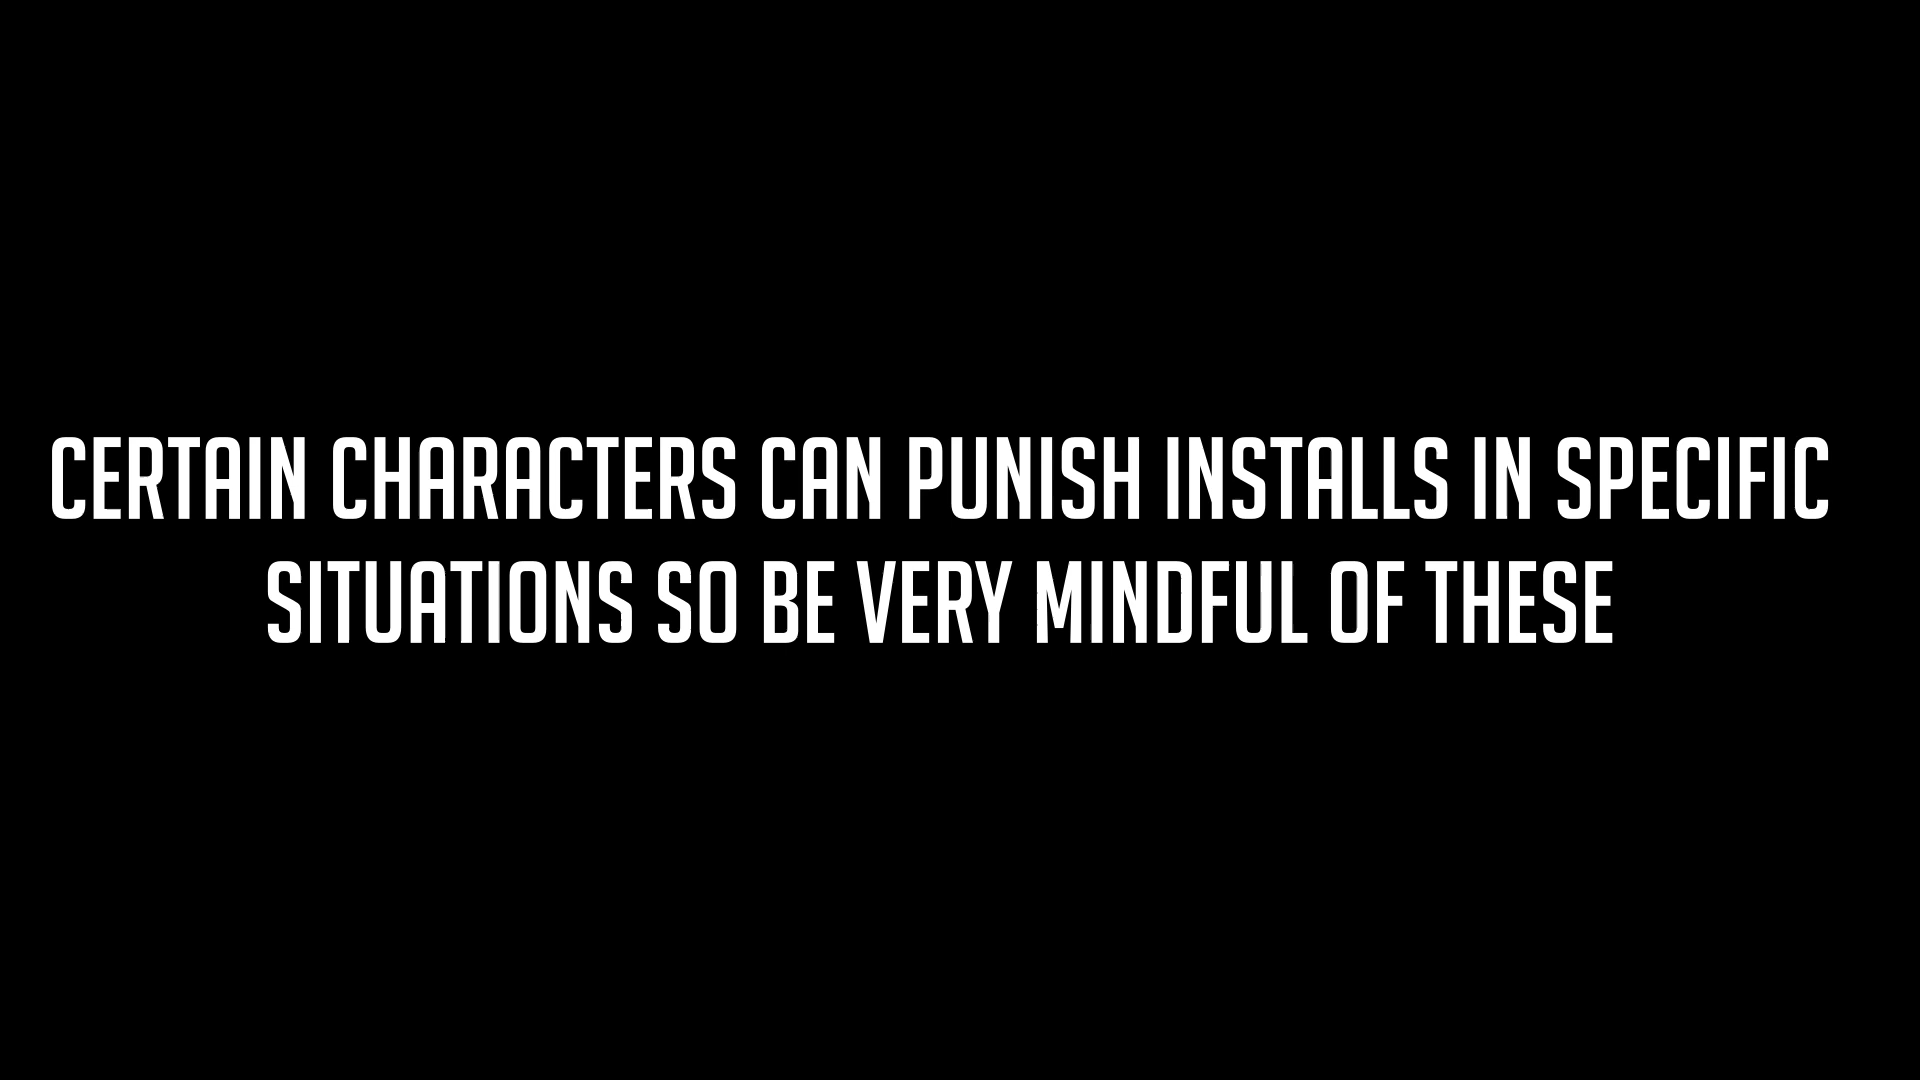 CERTAIN CHARACTERS CAN PUNISH INSTALLS IN SPECIFIC
SITUATIONS SO BE VERY MINDFUL OF THESE